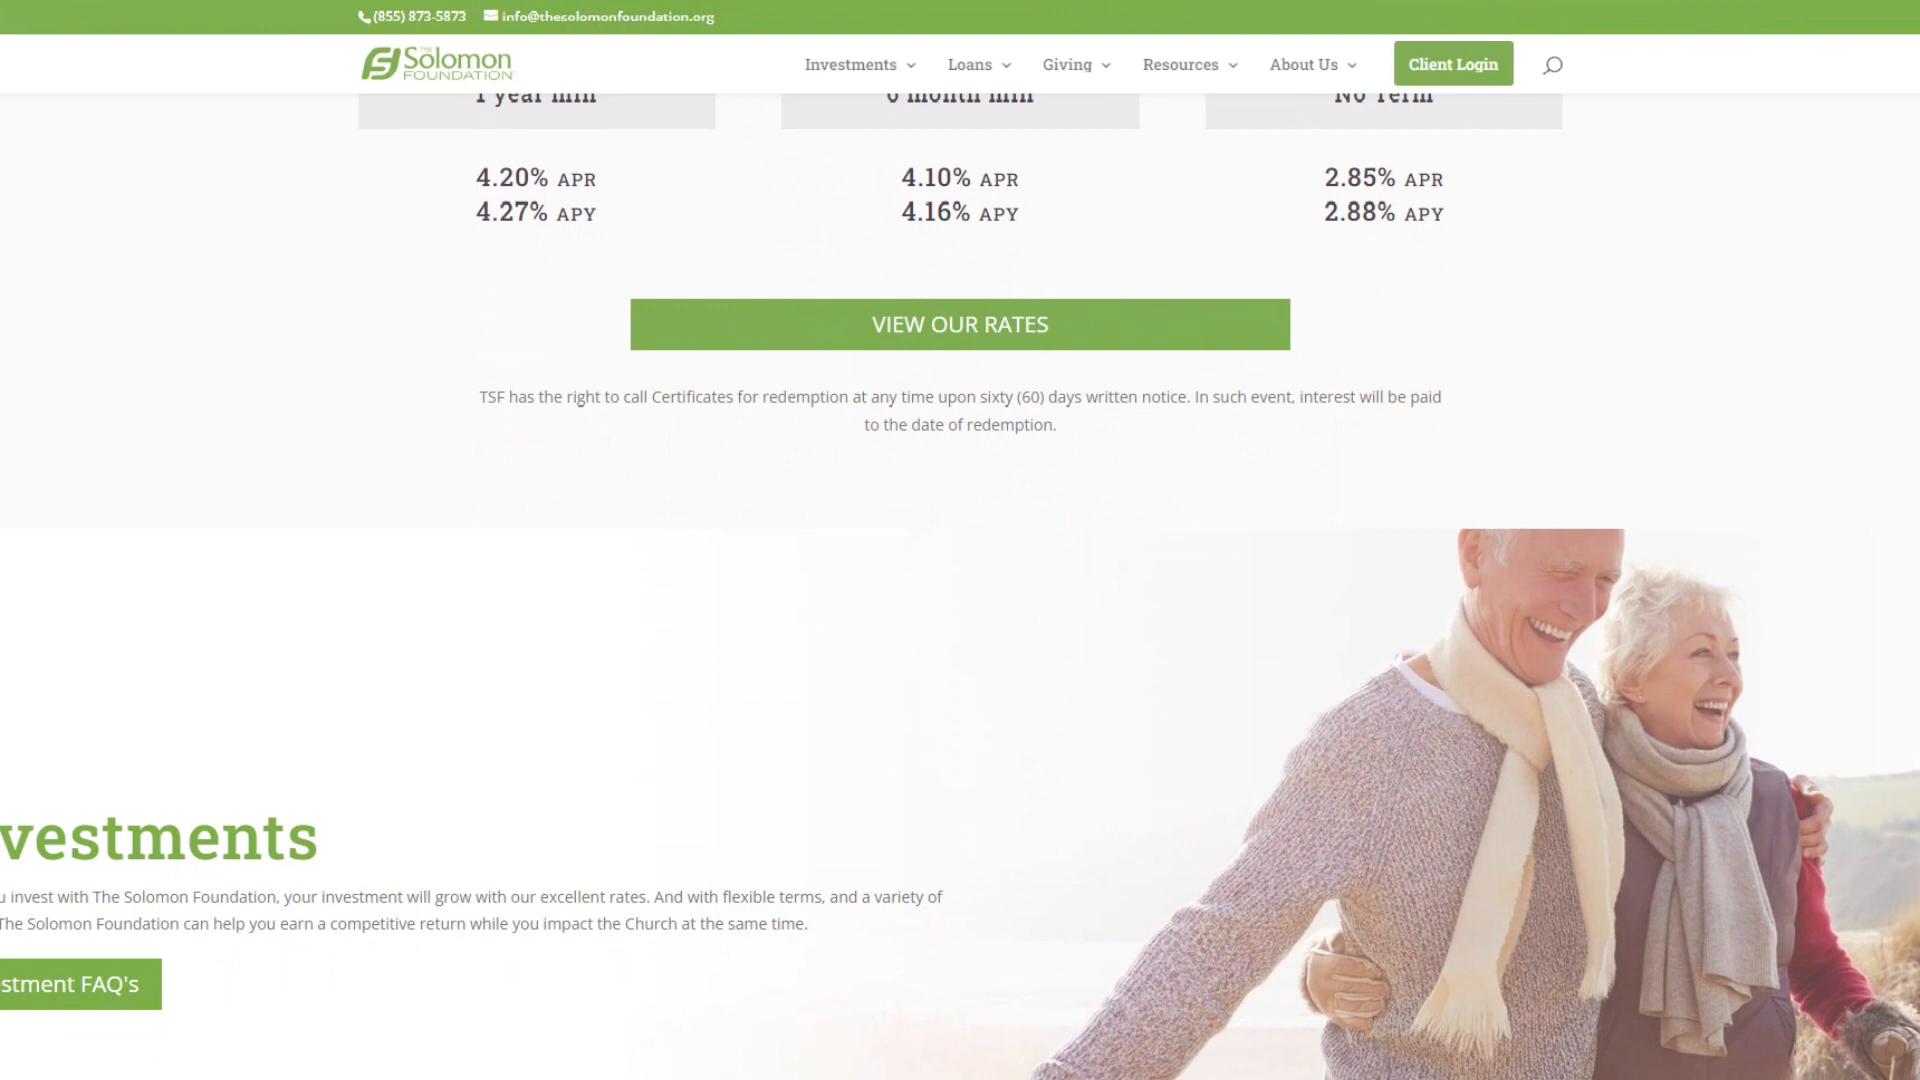 (855) 873-5873 info@thesolomonfoundation.org
THE
Solomon
FOUNDATION
Investments Loans Giving Resources About Us Client Login
1 year min 6 month min No Term
4.20% APR 4.10% APR 2.85% APR
4.27% APY 4.16% APY 2.88% APY
VIEW OUR RATES
TSF has the right to call Certificates for redemption at any time upon sixty (60) days written notice. In such event, interest will be paid
to the date of redemption.
vestments
u invest with The Solomon Foundation, your investment will grow with our excellent rates. And with flexible terms, and a variety of
The Solomon Foundation can help you earn a competitive return while you impact the Church at the same time.
stment FAQ's